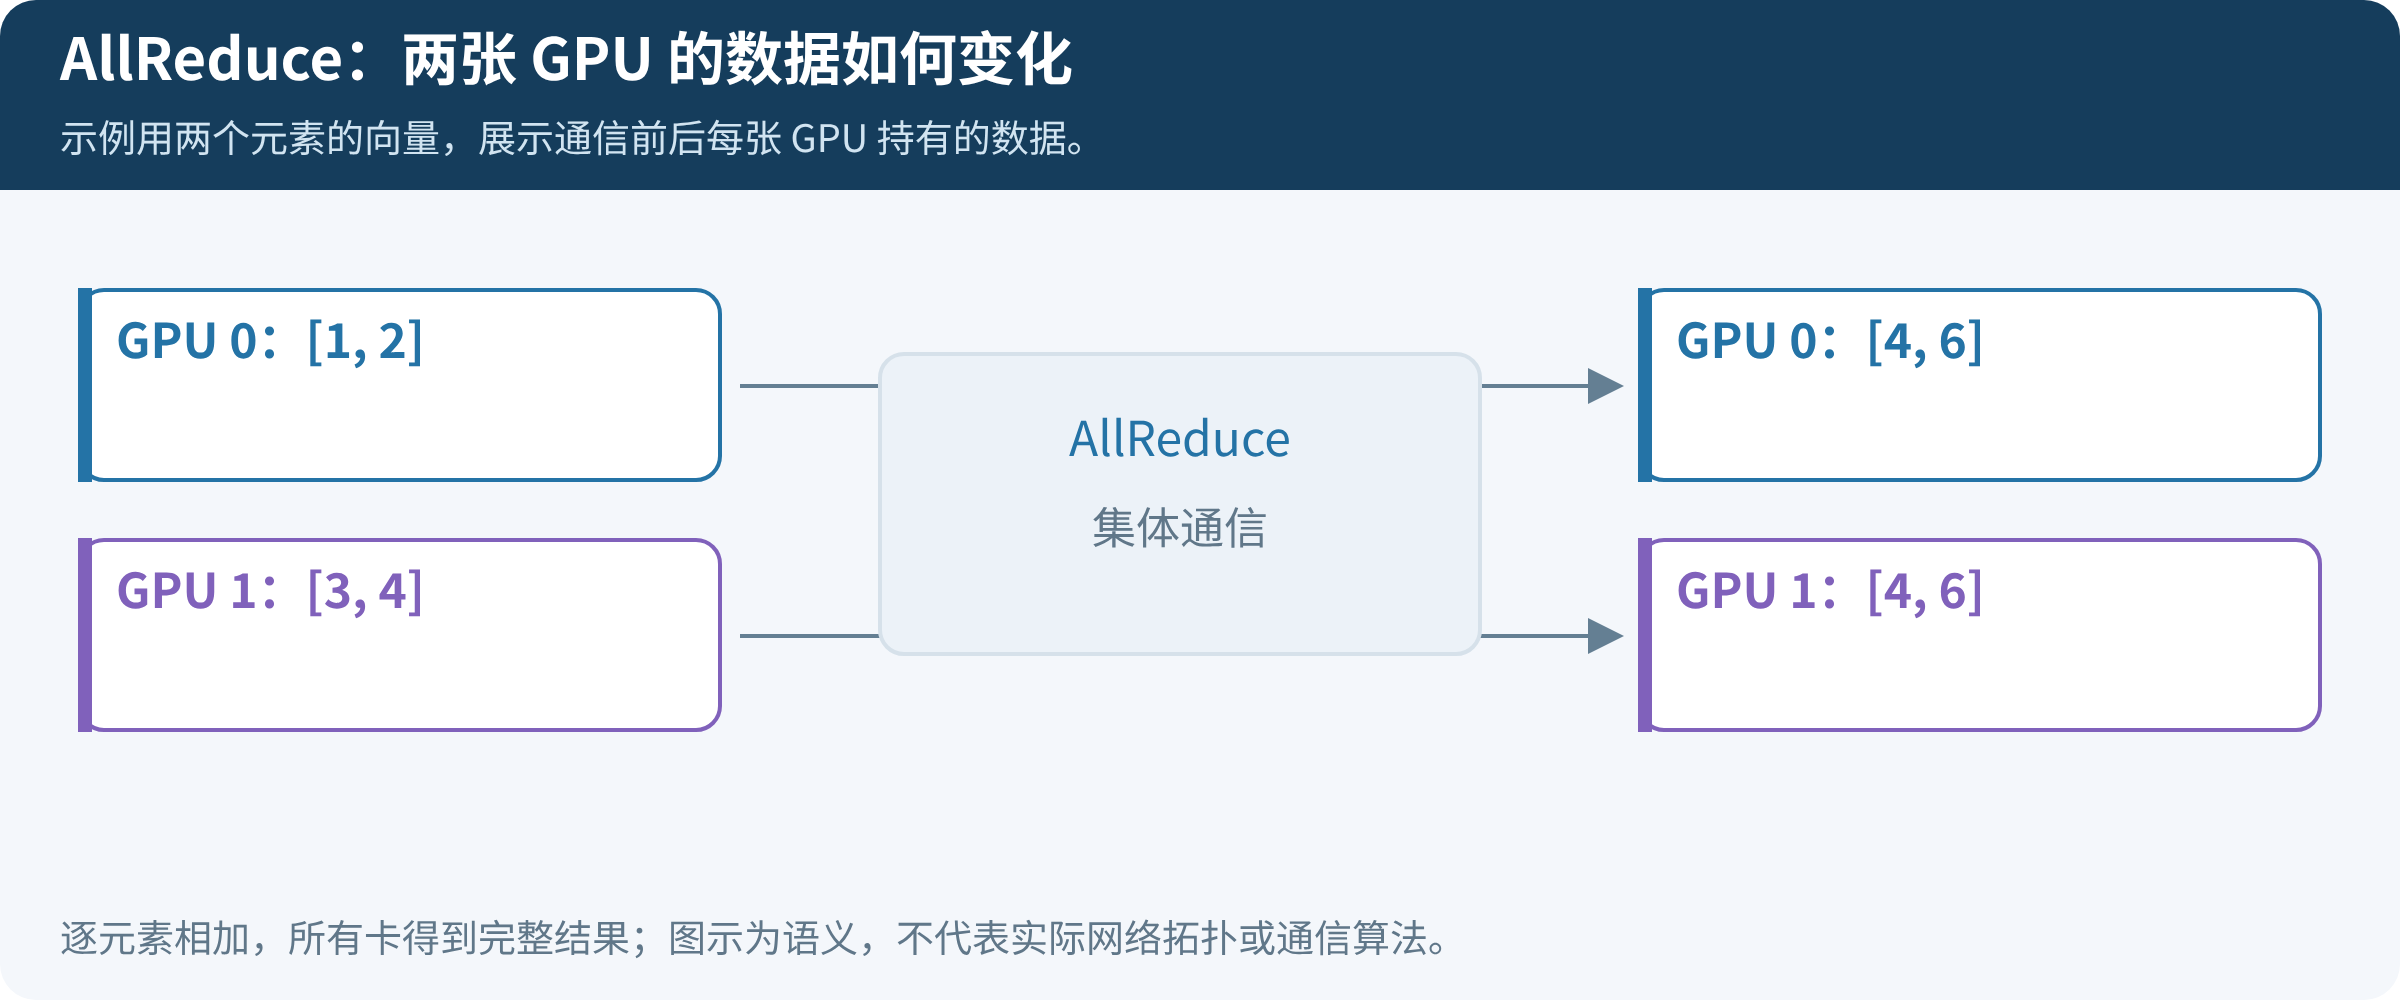 AllReduce：两张 GPU 的数据如何变化
示例用两个元素的向量，展示通信前后每张 GPU 持有的数据。
GPU 0：[1, 2]
GPU 1：[3, 4]
AllReduce
集体通信
GPU 0：[4, 6]
GPU 1：[4, 6]
逐元素相加，所有卡得到完整结果；图示为语义，不代表实际网络拓扑或通信算法。